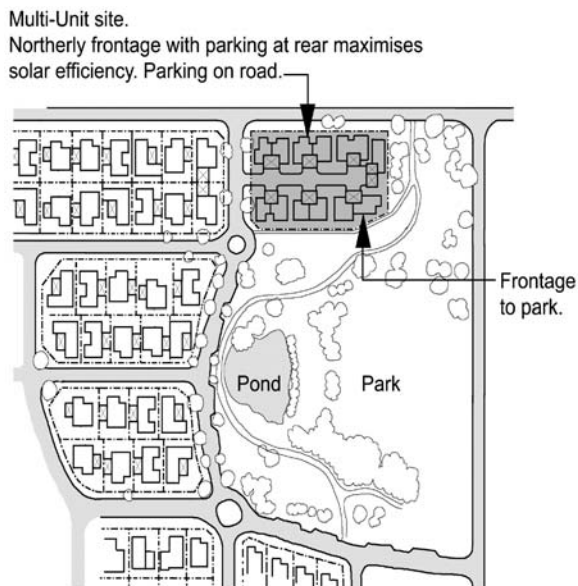 Multi-Unit site.
Northerly frontage with parking at rear maximises
solar efficiency. Parking on road.
Frontage
to park.
Pond
Park